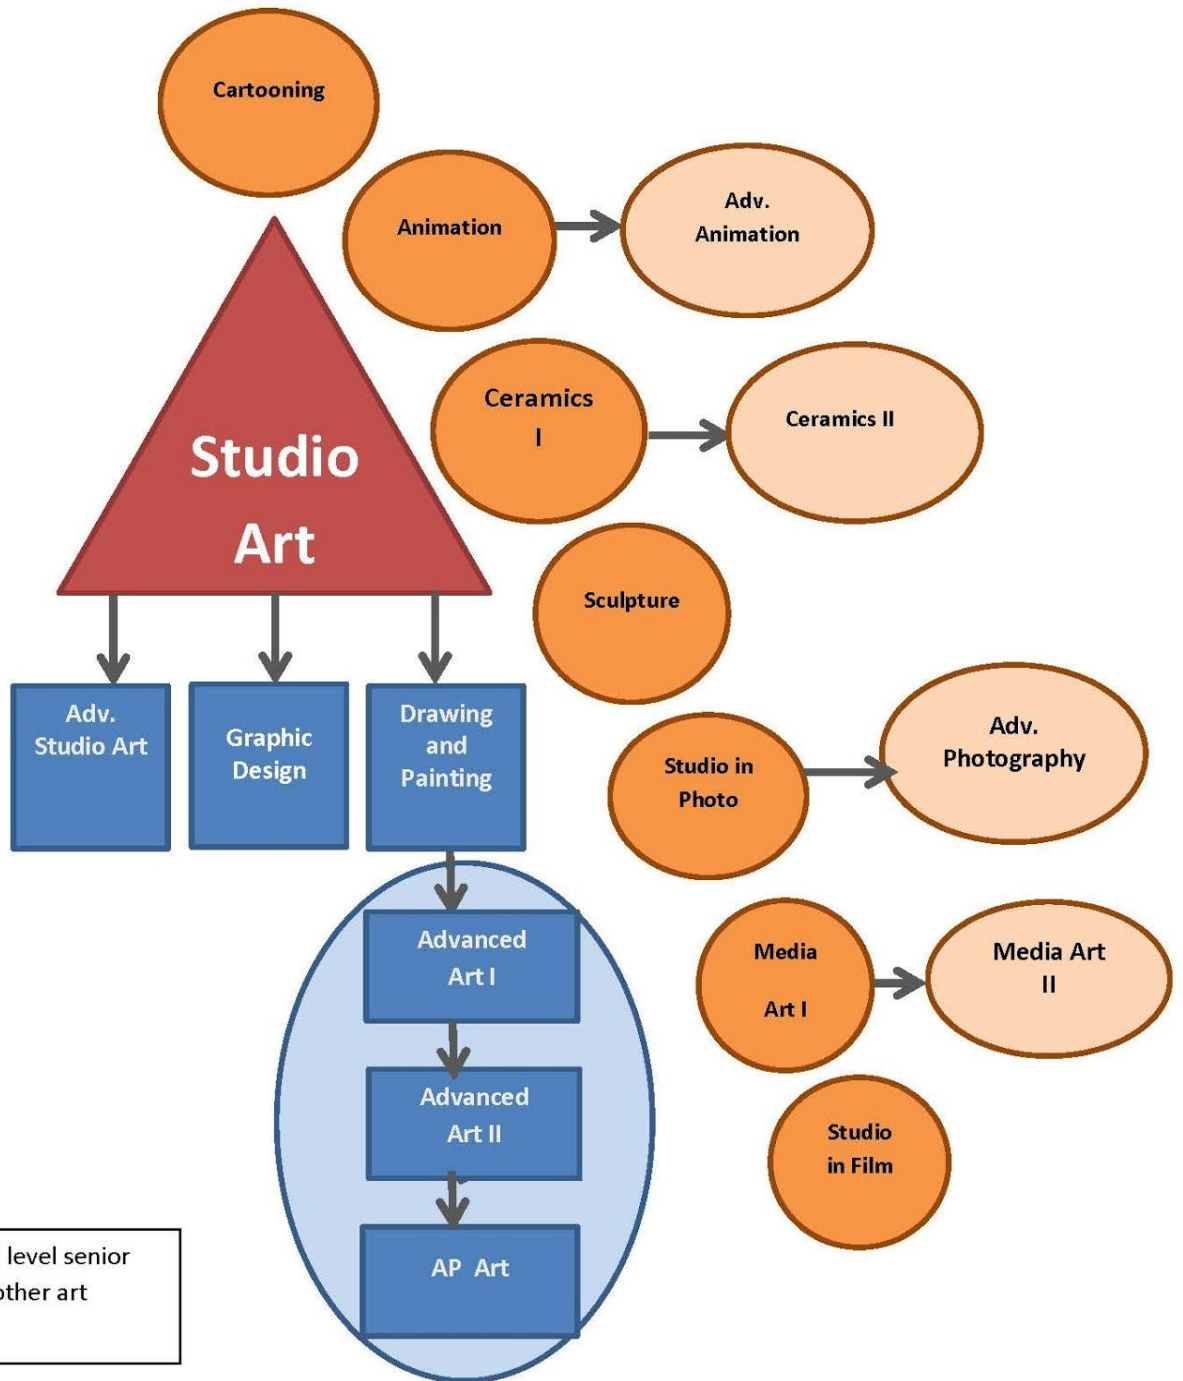 Cartooning
Animation
Adv.
Animation
Ceramics
I
Ceramics II
Studio
Art
Sculpture
Adv.
Studio Art
Graphic
Design
Drawing
and
Painting
Studio in
Photo
Adv.
Photography
Advanced
Art I
Media
Art I
Media Art
II
Advanced
Art II
Studio
in Film
AP Art
level senior
other art